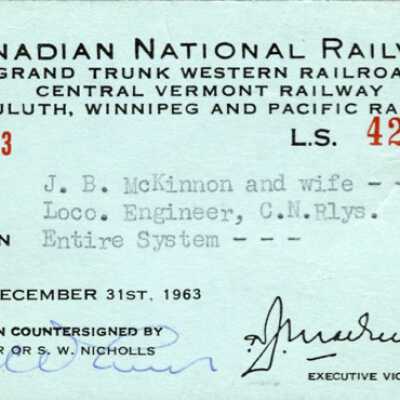 NADIAN NATIONAL RAILW
GRAND TRUNK WESTERN RAILROA
CENTRAL VERMONT RAILWAY
ULUTH, WINNIPEG AND PACIFIC RA
3 L.S. 42
J. B. McKinnon and wife - -
Loco. Engineer, C.N.Rlys.
N Entire System - - -
ECEMBER 31ST, 1963
N COUNTERSIGNED BY
R OR S. W. NICHOLLS
EXECUTIVE VIC